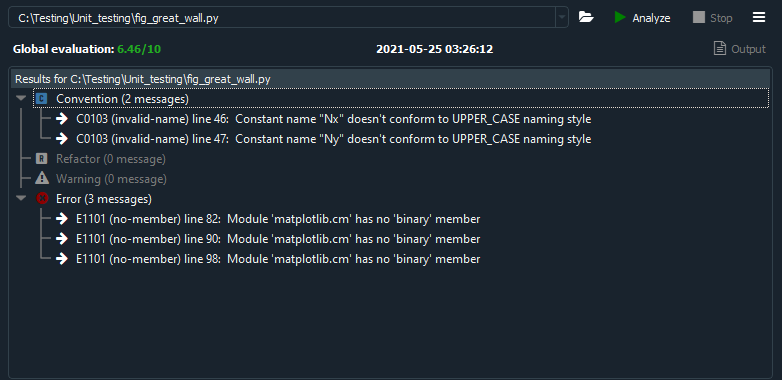 C:\Testing\Unit_testing\fig_great_wall.py Analyze Stop
Global evaluation: 6.46/10 2021-05-25 03:26:12 Output
Results for C:\Testing\Unit_testing\fig_great_wall.py
C Convention (2 messages)
C0103 (invalid-name) line 46: Constant name "Nx" doesn't conform to UPPER_CASE naming style
C0103 (invalid-name) line 47: Constant name "Ny" doesn't conform to UPPER_CASE naming style
R Refactor (0 message)
Warning (0 message)
Error (3 messages)
E1101 (no-member) line 82: Module 'matplotlib.cm' has no 'binary' member
E1101 (no-member) line 90: Module 'matplotlib.cm' has no 'binary' member
E1101 (no-member) line 98: Module 'matplotlib.cm' has no 'binary' member